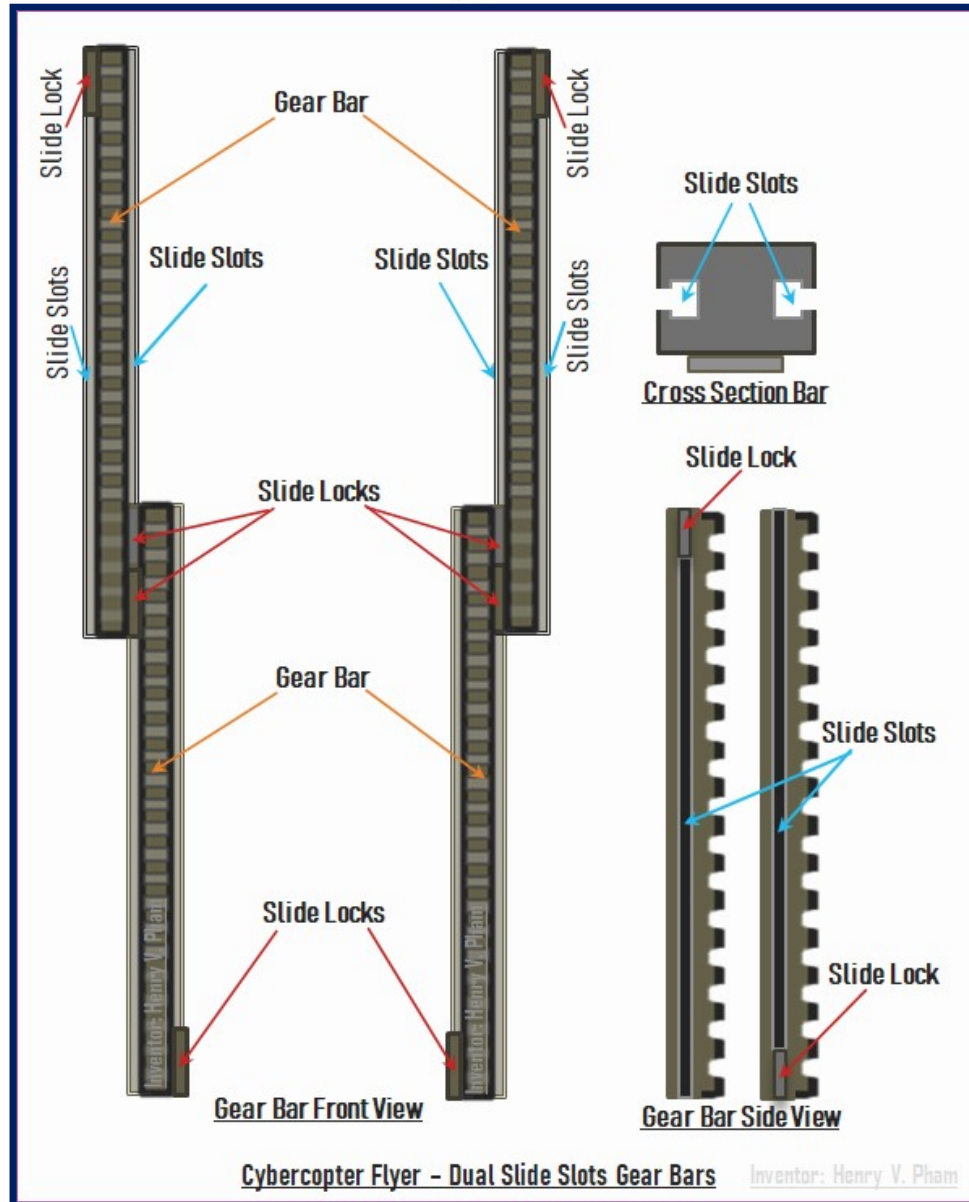 Slide Lock
Gear Bar
Slide Lock
Slide Slots
Slide Slots
Slide Slots
Slide Slots
Slide Slots
Cross Section Bar
Slide Lock
Slide Locks
Gear Bar
Slide Slots
Slide Locks
Slide Lock
Inventor: Henry V. Pham
Inventor: Henry V. Pham
Gear Bar Front View
Gear Bar Side View
Cybercopter Flyer – Dual Slide Slots Gear Bars
Inventor: Henry V. Pham